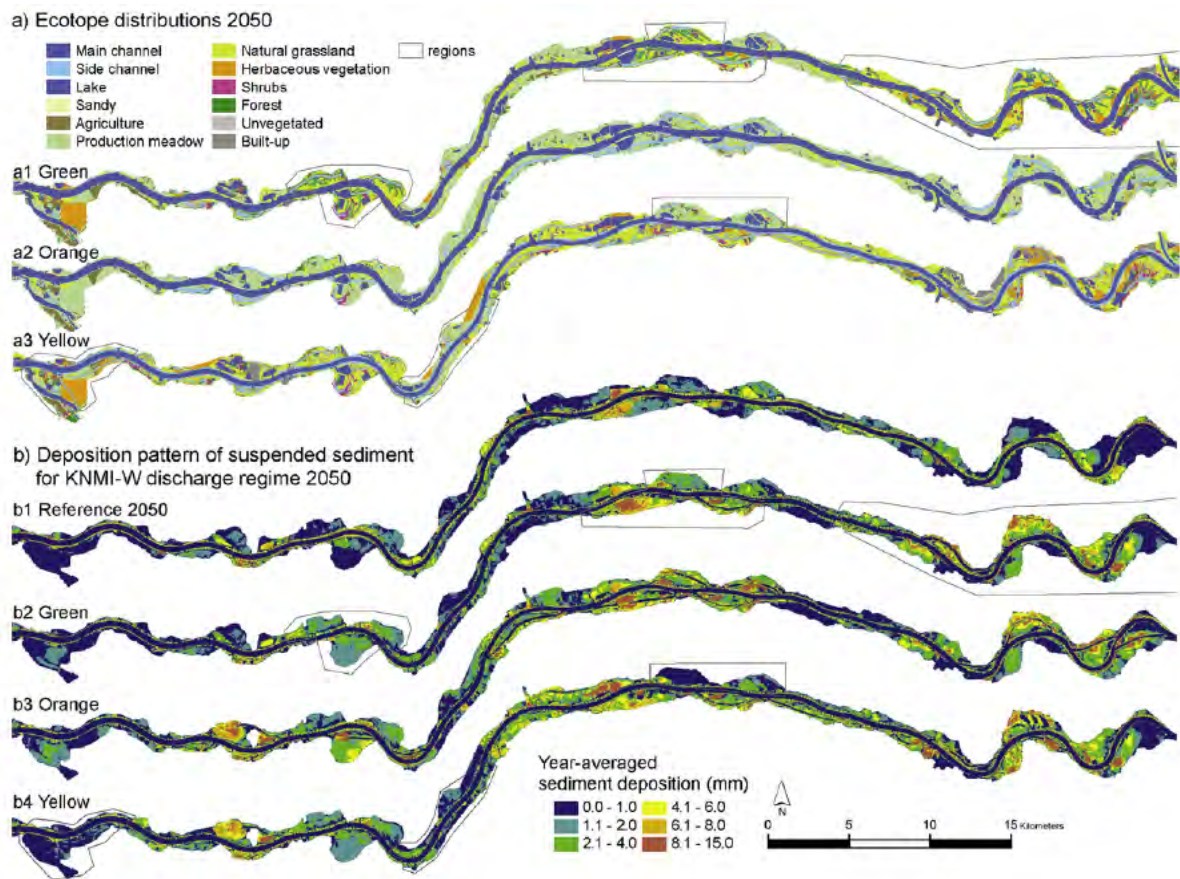 a) Ecotope distributions 2050
Main channel
Side channel
Lake
Sandy
Agriculture
Production meadow
Natural grassland
Herbaceous vegetation
Shrubs
Forest
Unvegetated
Built-up
regions
a1 Green
a2 Orange
a3 Yellow
b) Deposition pattern of suspended sediment
for KNMI-W discharge regime 2050
b1 Reference 2050
b2 Green
b3 Orange
b4 Yellow
Year-averaged
sediment deposition (mm)
0.0 - 1.0
1.1 - 2.0
2.1 - 4.0
4.1 - 6.0
6.1 - 8.0
8.1 - 15.0
N
0 5 10 15 Kilometers